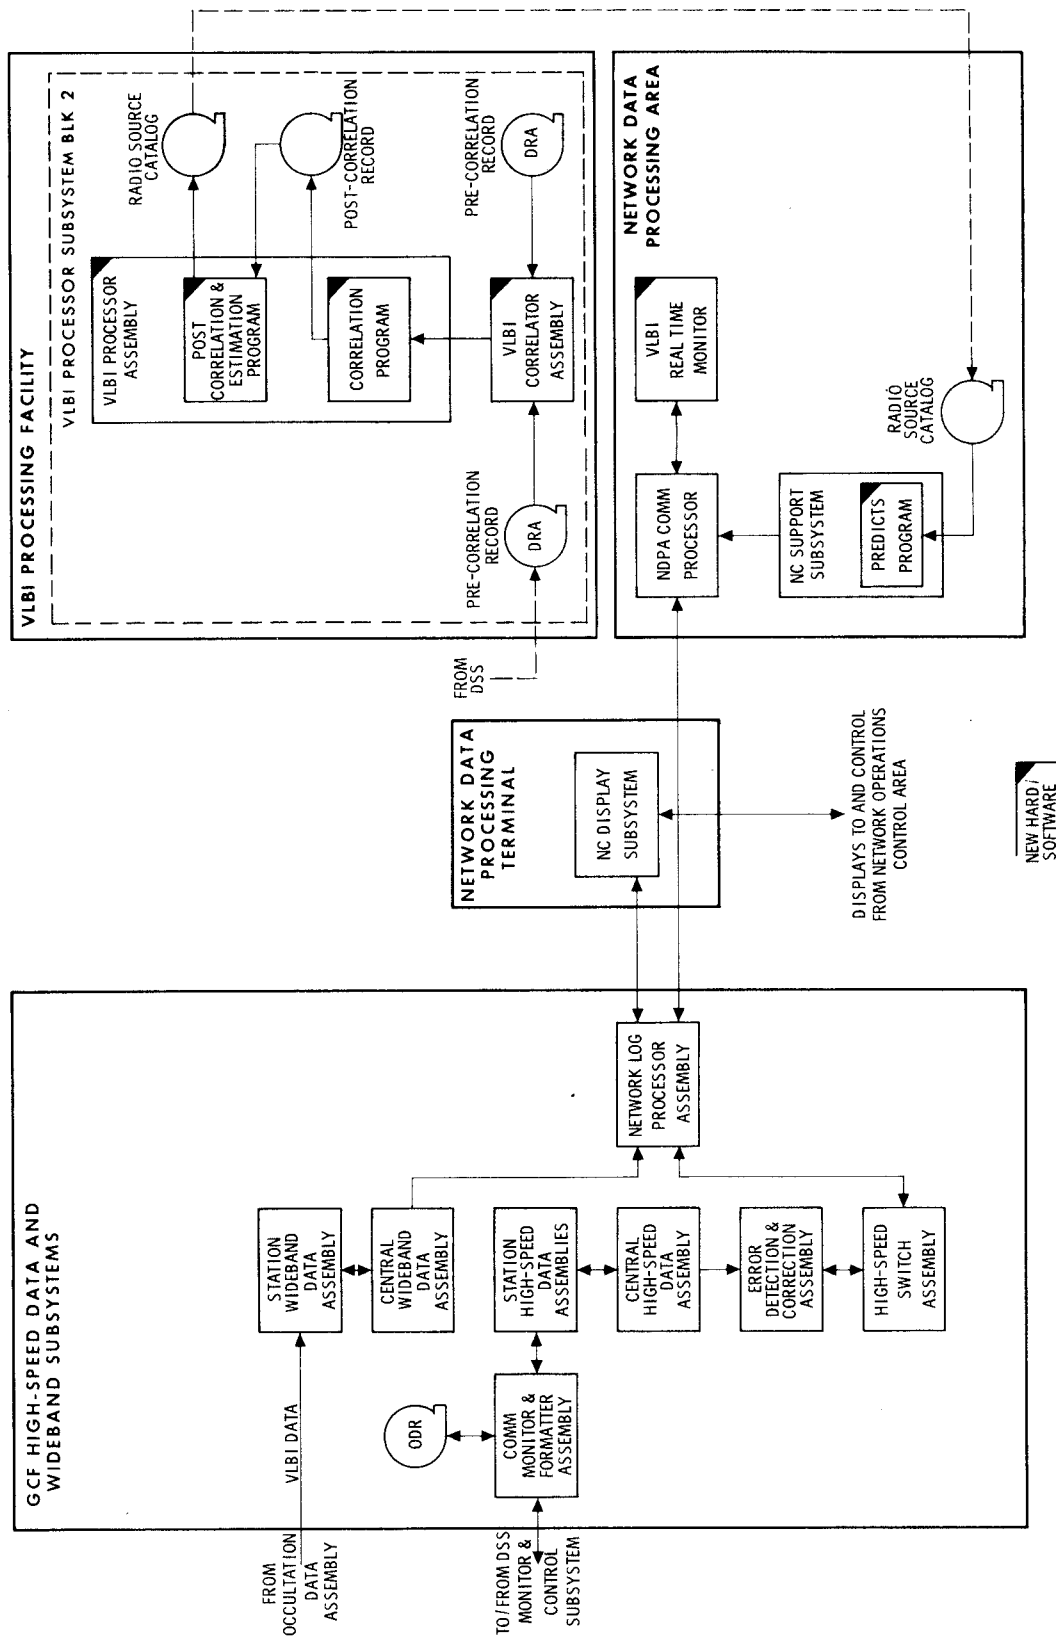 GCF HIGH-SPEED DATA AND
WIDEBAND SUBSYSTEMS
FROM
OCCULTATION
DATA
ASSEMBLY
VLBI DATA
STATION
WIDEBAND
DATA
ASSEMBLY
CENTRAL
WIDEBAND
DATA
ASSEMBLY
TO/FROM DSS
MONITOR &
CONTROL
SUBSYSTEM
ODR
COMM
MONITOR &
FORMATTER
ASSEMBLY
STATION
HIGH-SPEED
DATA
ASSEMBLIES
CENTRAL
HIGH-SPEED
DATA
ASSEMBLY
ERROR
DETECTION &
CORRECTION
ASSEMBLY
HIGH-SPEED
SWITCH
ASSEMBLY
NETWORK LOG
PROCESSOR
ASSEMBLY
NETWORK DATA
PROCESSING
TERMINAL
NC DISPLAY
SUBSYSTEM
DISPLAYS TO AND CONTROL
FROM NETWORK OPERATIONS
CONTROL AREA
VLBI PROCESSING FACILITY
VLBI PROCESSOR SUBSYSTEM BLK 2
VLBI PROCESSOR
ASSEMBLY
POST
CORRELATION &
ESTIMATION
PROGRAM
CORRELATION
PROGRAM
RADIO SOURCE
CATALOG
POST-CORRELATION
RECORD
FROM
DSS
PRE-CORRELATION
RECORD
DRA
VLBI
CORRELATOR
ASSEMBLY
PRE-CORRELATION
RECORD
DRA
NETWORK DATA
PROCESSING AREA
NDPA COMM
PROCESSOR
VLBI
REAL TIME
MONITOR
NC SUPPORT
SUBSYSTEM
PREDICTS
PROGRAM
RADIO
SOURCE
CATALOG
NEW HARD/
SOFTWARE